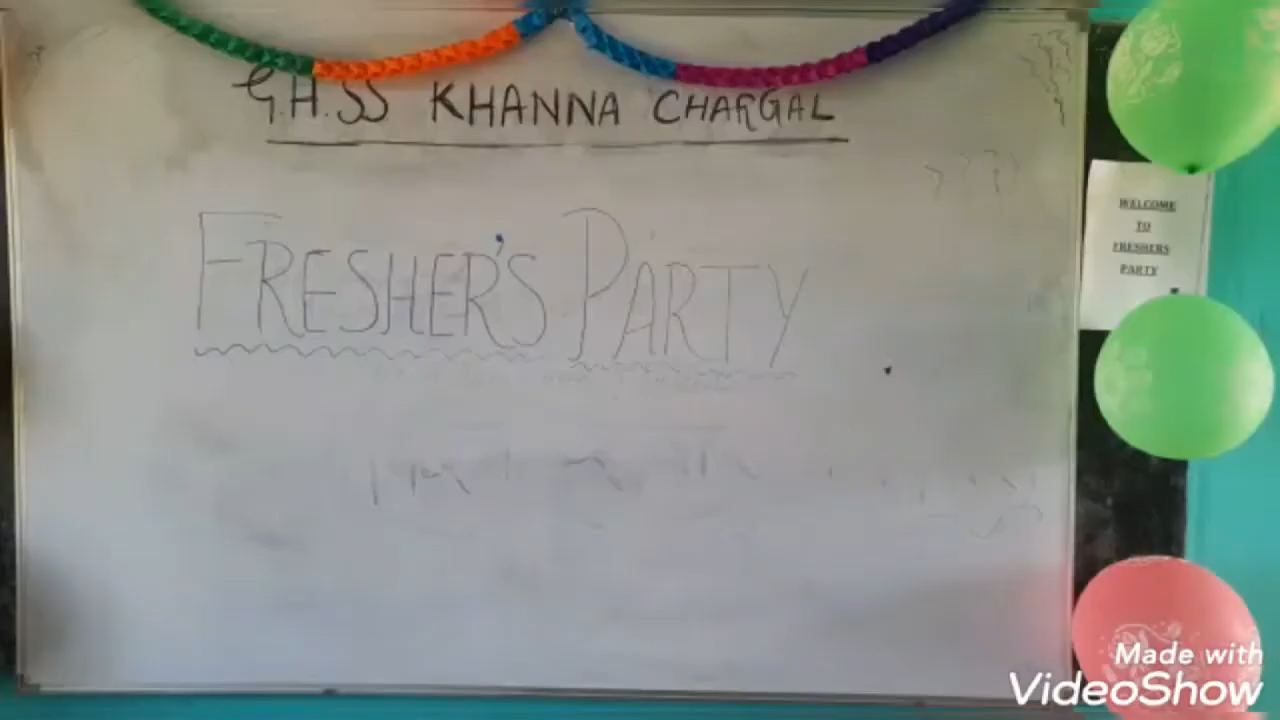 G.H.SS KHANNA CHARGAL
FRESHER'S PARTY
WELCOME
TO
FRESHERS
PARTY
Made with
VideoShow